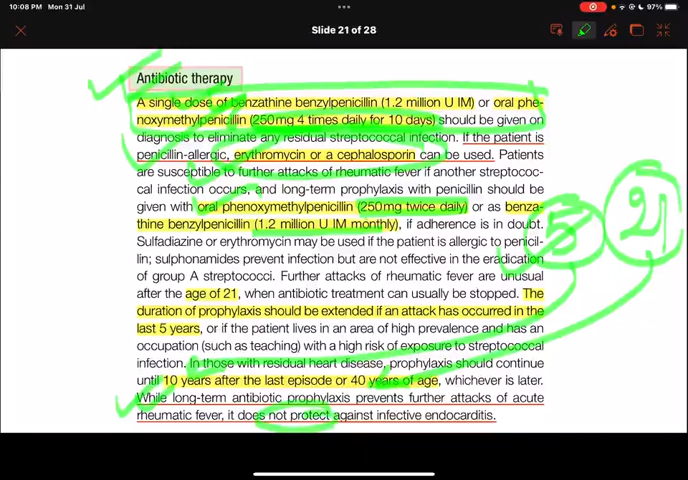 10:08 PM Mon 31 Jul
97%
Slide 21 of 28
Antibiotic therapy
A single dose of benzathine benzylpenicillin (1.2 million U IM) or oral phe-
noxymethylpenicillin (250 mg 4 times daily for 10 days) should be given on
diagnosis to eliminate any residual streptococcal infection. If the patient is
penicillin-allergic, erythromycin or a cephalosporin can be used. Patients
are susceptible to further attacks of rheumatic fever if another streptococ-
cal infection occurs, and long-term prophylaxis with penicillin should be
given with oral phenoxymethylpenicillin (250 mg twice daily) or as benza-
thine benzylpenicillin (1.2 million U IM monthly), if adherence is in doubt.
Sulfadiazine or erythromycin may be used if the patient is allergic to penicil-
lin; sulphonamides prevent infection but are not effective in the eradication
of group A streptococci. Further attacks of rheumatic fever are unusual
after the age of 21, when antibiotic treatment can usually be stopped. The
duration of prophylaxis should be extended if an attack has occurred in the
last 5 years, or if the patient lives in an area of high prevalence and has an
occupation (such as teaching) with a high risk of exposure to streptococcal
infection. In those with residual heart disease, prophylaxis should continue
until 10 years after the last episode or 40 years of age, whichever is later.
While long-term antibiotic prophylaxis prevents further attacks of acute
rheumatic fever, it does not protect against infective endocarditis.
5
21